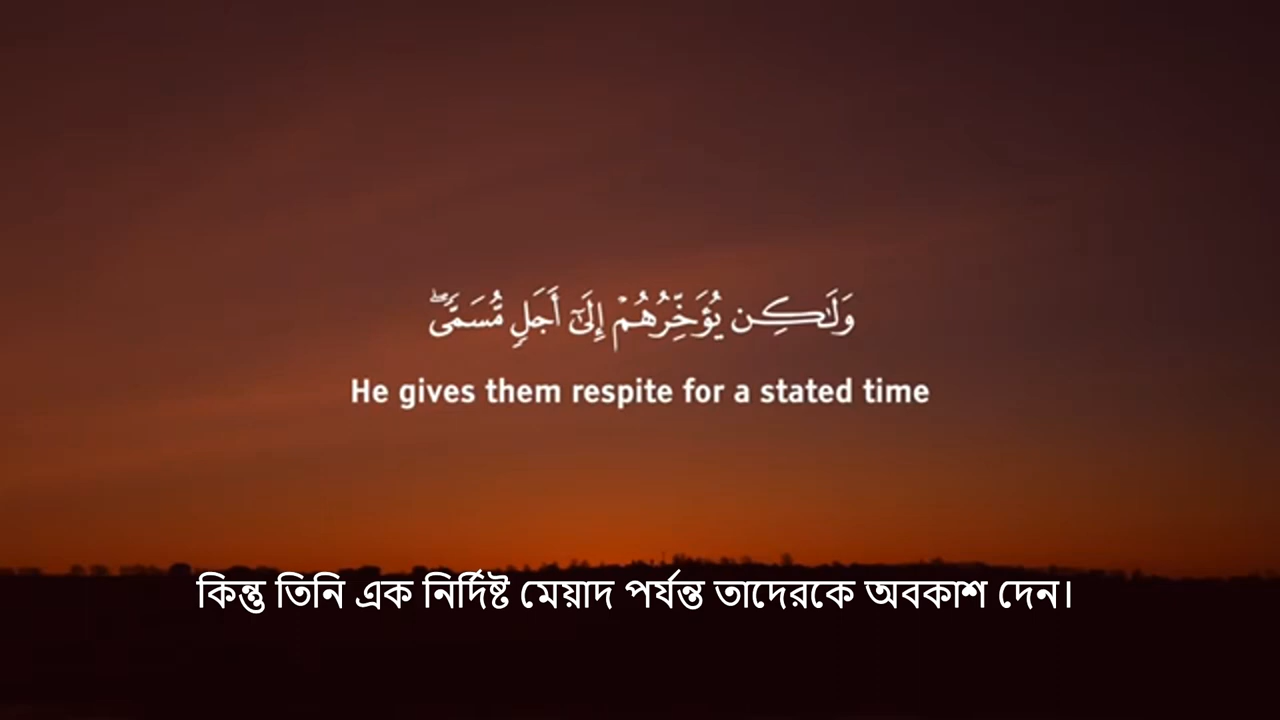 وَلَـٰكِن يُؤَخِّرُهُمْ إِلَىٰٓ أَجَلٍ مُّسَمًّى ۖ
He gives them respite for a stated time
কিন্তু তিনি এক নির্দিষ্ট মেয়াদ পর্যন্ত তাদেরকে অবকাশ দেন।